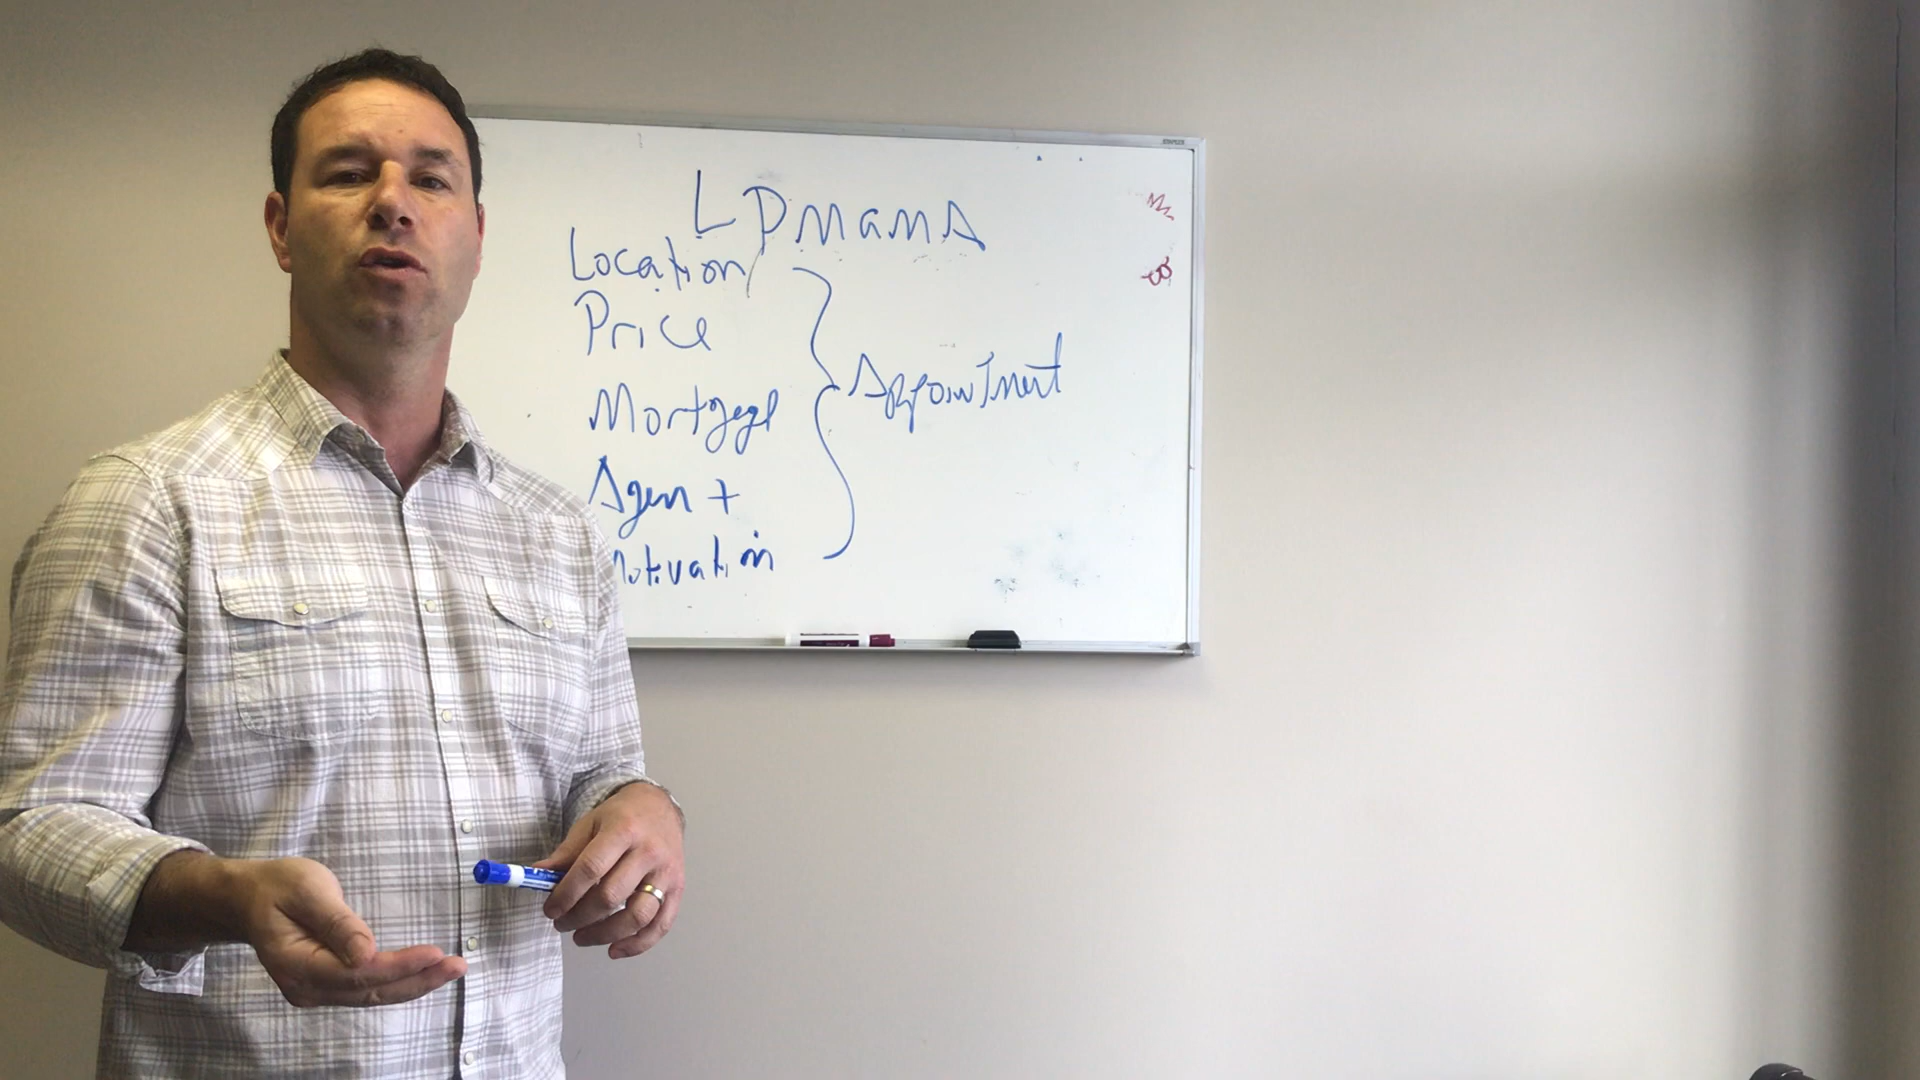 LPMAMA
Location
Price
Mortgage
Appointment
Agent
Motivation